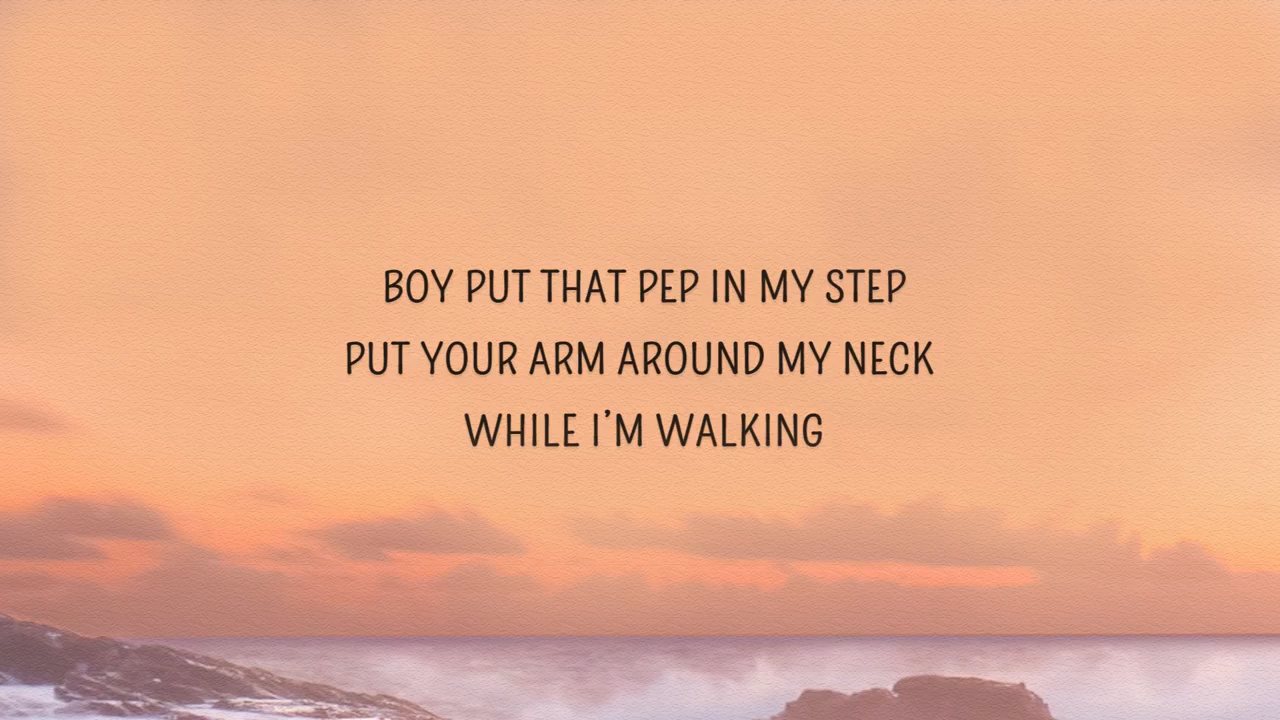 BOY PUT THAT PEP IN MY STEP
PUT YOUR ARM AROUND MY NECK
WHILE I'M WALKING